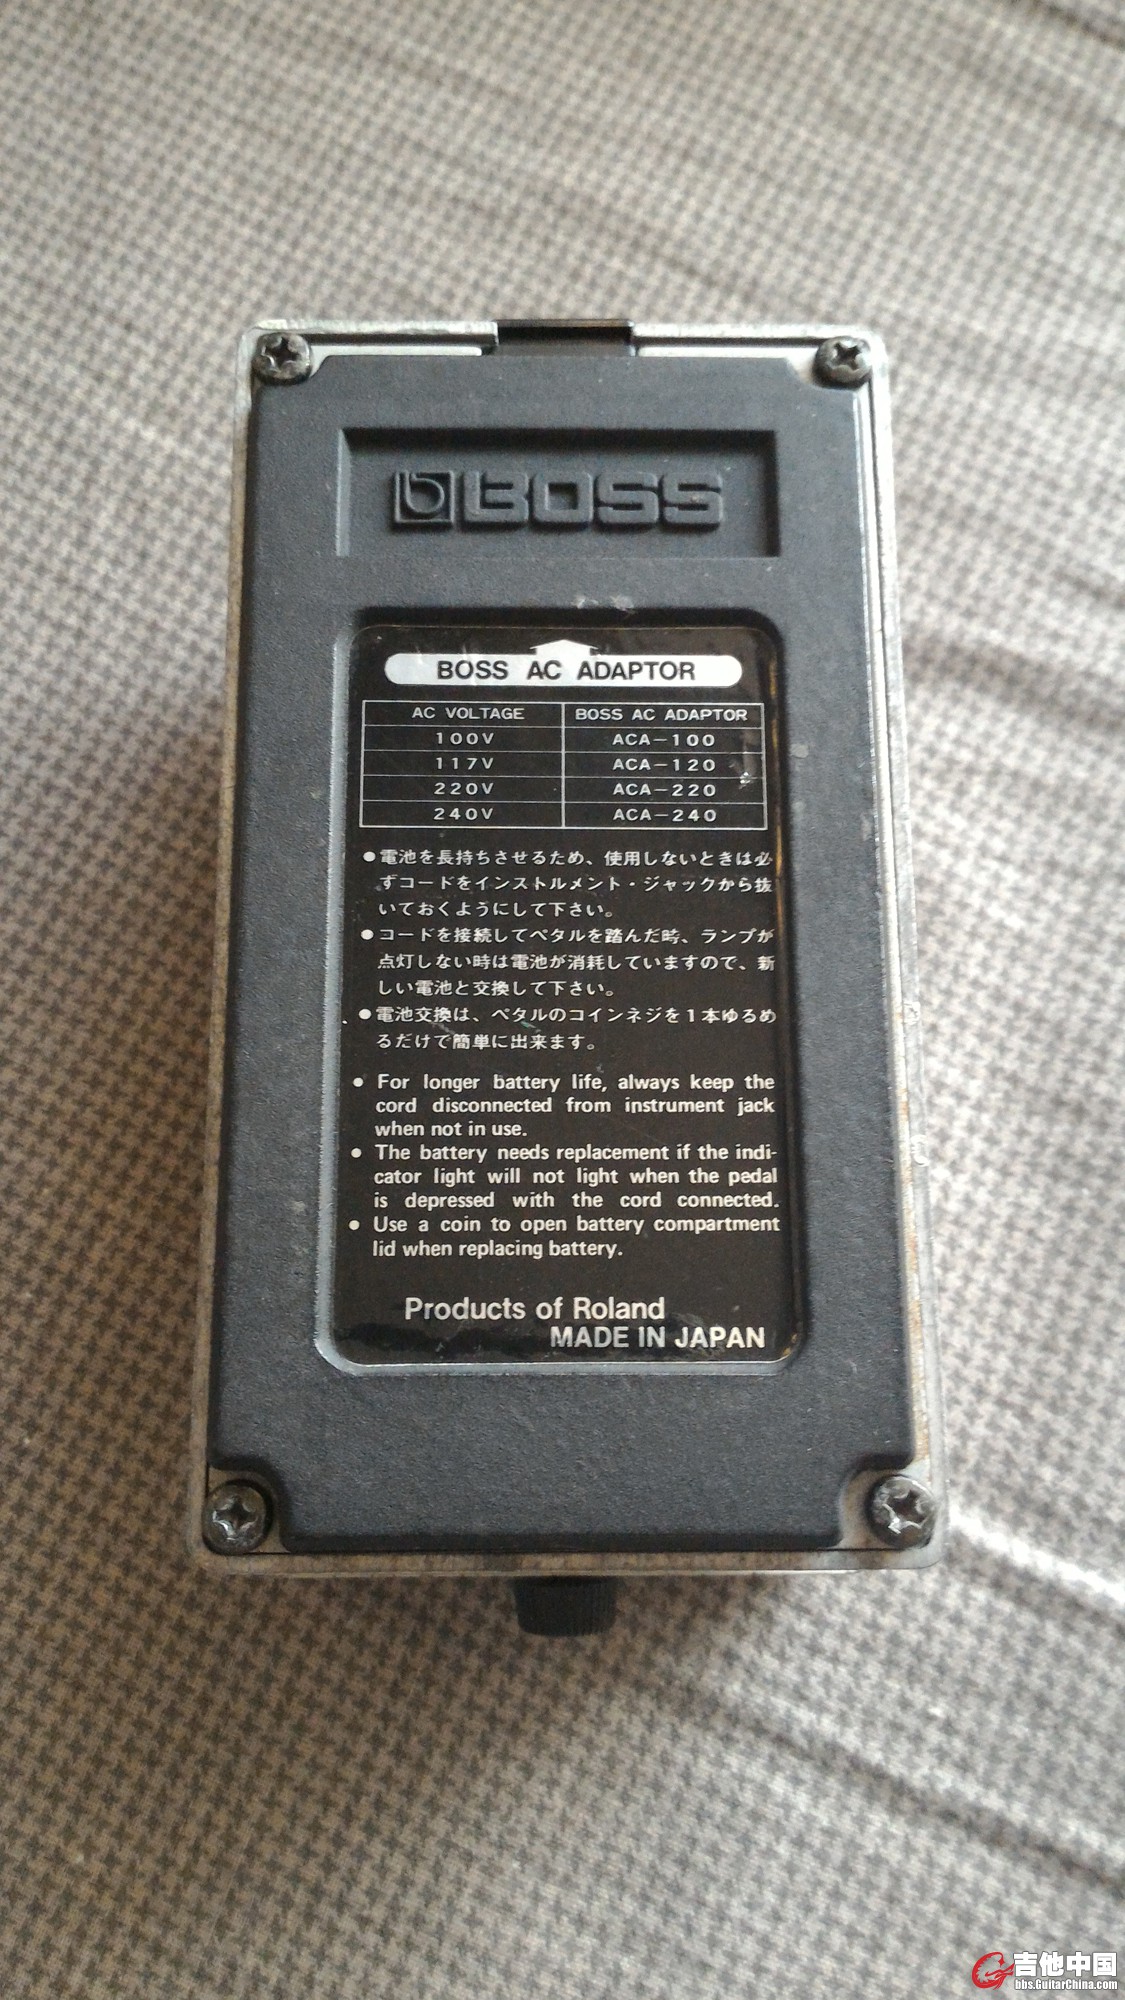 BOSS
BOSS AC ADAPTOR
AC VOLTAGE BOSS AC ADAPTOR
100V ACA-100
117V ACA-120
220V ACA-220
240V ACA-240
●電池を長持ちさせるため、使用しないときは必
ずコードをインストルメント・ジャックから抜
いておくようにして下さい。
●コードを接続してペタルを踏んだ時、ランプが
点灯しない時は電池が消耗していますので、新
しい電池と交換して下さい。
●電池交換は、ペタルのコインネジを1本ゆるめ
るだけで簡単に出来ます。
● For longer battery life, always keep the
cord disconnected from instrument jack
when not in use.
● The battery needs replacement if the indi-
cator light will not light when the pedal
is depressed with the cord connected.
● Use a coin to open battery compartment
lid when replacing battery.
Products of Roland
MADE IN JAPAN
吉他中国
bbs.GuitarChina.com